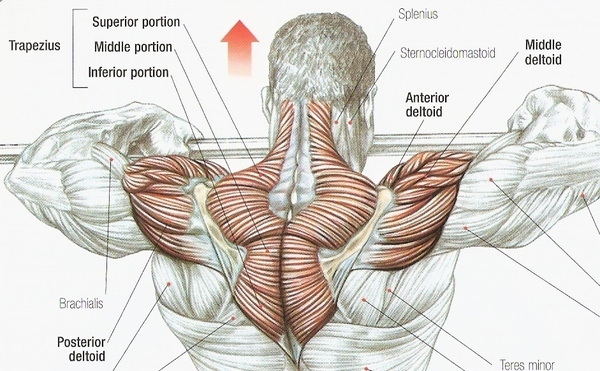 Superior portion
Trapezius
Middle portion
Inferior portion
Splenius
Sternocleidomastoid
Middle
deltoid
Anterior
deltoid
Brachialis
Posterior
deltoid
Teres minor